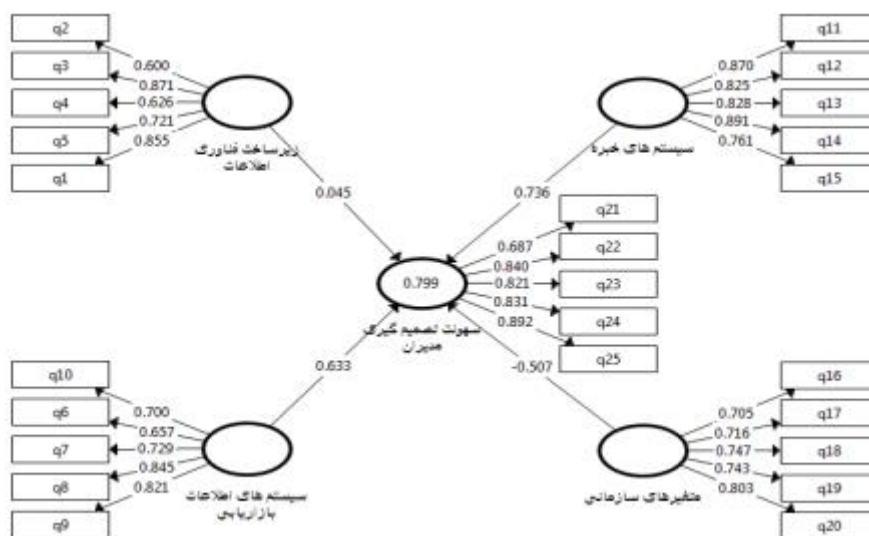 q2
q3
q4
q5
q1
0.600
0.871
0.626
0.721
0.855
زیرساخت فناوری
اطلاعات
0.045
q11
q12
q13
q14
q15
0.870
0.825
0.828
0.891
0.761
سیستم های خبره
0.736
q21
q22
q23
q24
q25
0.687
0.840
0.821
0.831
0.892
0.799
سهولت تصمیم گیری
مدیران
q10
q6
q7
q8
q9
0.700
0.657
0.729
0.845
0.821
سیستم های اطلاعات
بازاریابی
0.633
-0.507
q16
q17
q18
q19
q20
0.705
0.716
0.747
0.743
0.803
متغیرهای سازمانی